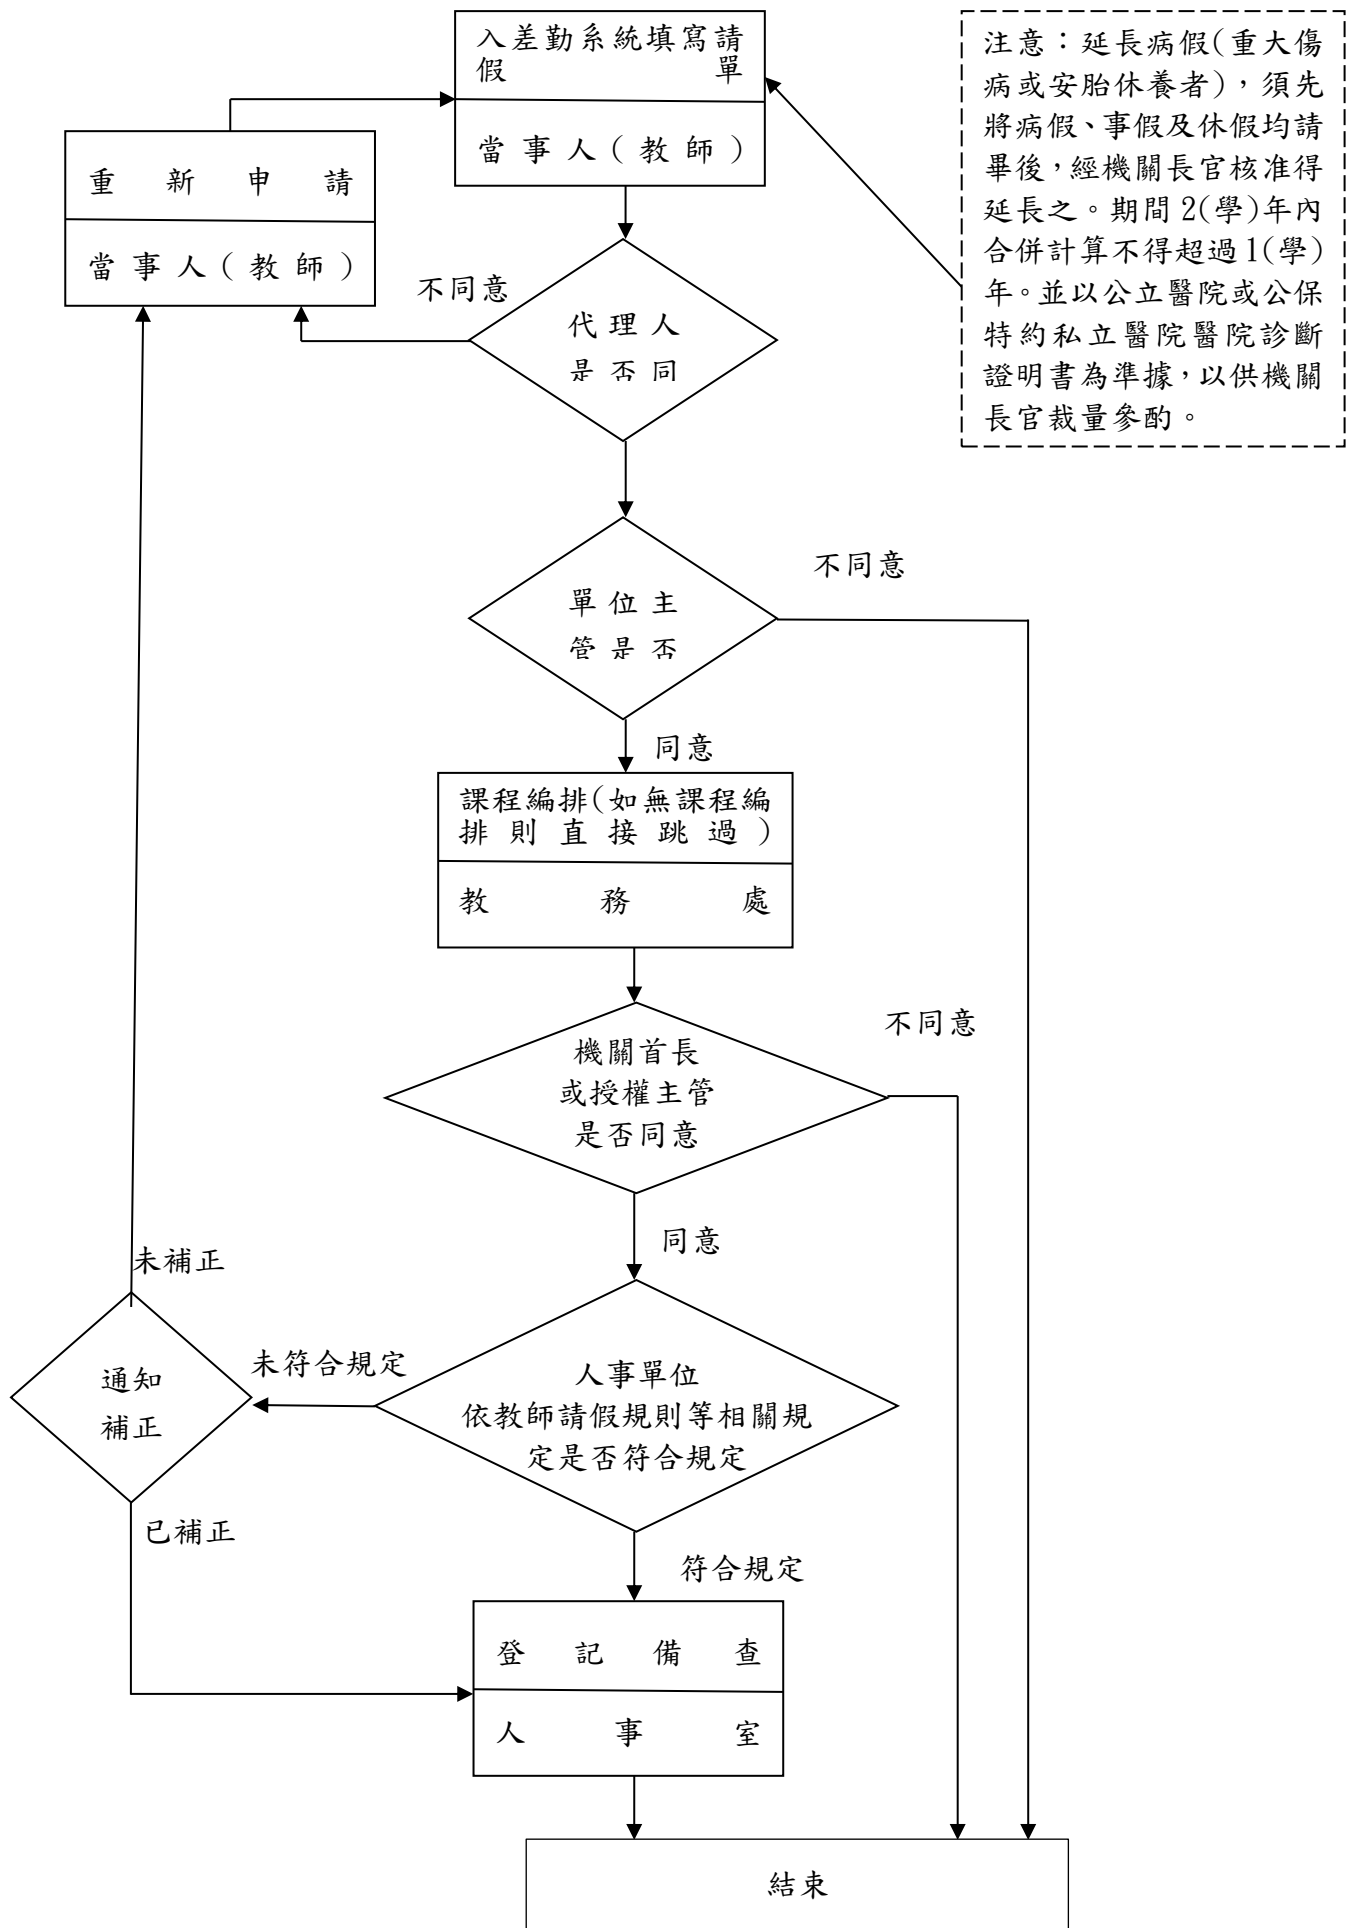 入差勤系統填寫請
假單
當事人(教師)
注意：延長病假(重大傷
病或安胎休養者)，須先
將病假、事假及休假均請
畢後，經機關長官核准得
延長之。期間2(學)年內
合併計算不得超過1(學)
年。並以公立醫院或公保
特約私立醫院醫院診斷
證明書為準據，以供機關
長官裁量參酌。
重新申請
當事人(教師)
不同意
代理人
是否同
不同意
單位主
管是否
同意
課程編排(如無課程編
排則直接跳過)
教務處
不同意
機關首長
或授權主管
是否同意
同意
未補正
通知
補正
未符合規定
人事單位
依教師請假規則等相關規
定是否符合規定
已補正
符合規定
登記備查
人事室
結束